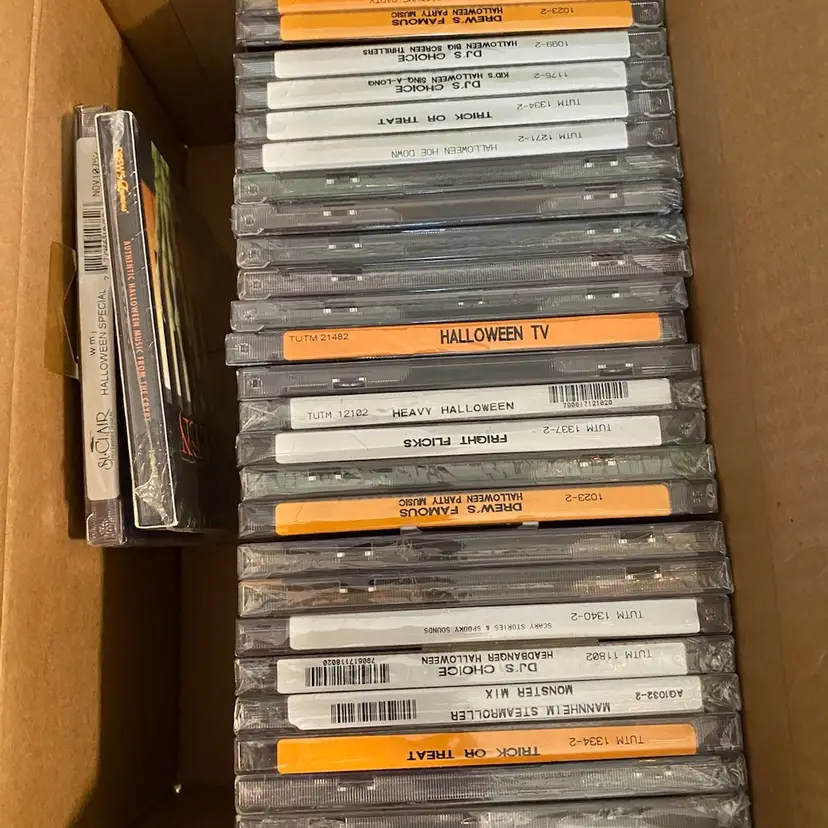 DREW'S FAMOUS
HALLOWEEN PARTY MUSIC
1023-2
DJ'S CHOICE
HALLOWEEN BIG SCREEN THRILLERS
1099-2
DJ'S CHOICE
KID'S HALLOWEEN SING-A-LONG
1176-2
TRICK OR TREAT
TUTM 1334-2
HALLOWEEN HOE DOWN
TUTM 1271-2
TUTM 21482
HALLOWEEN TV
TUTM 12102
HEAVY HALLOWEEN
790617121020
FRIGHT FLICKS
TUTM 1337-2
DREW'S FAMOUS
HALLOWEEN PARTY MUSIC
1023-2
SCARY STORIES & SPOOKY SOUNDS
TUTM 1340-2
DJ'S CHOICE
HEADBANGER HALLOWEEN
TUTM 11802
790617118020
MANNHEIM STEAMROLLER
MONSTER MIX
AG1032-2
TRICK OR TREAT
TUTM 1334-2
St. CLAIR
HALLOWEEN SPECIAL
AUTHENTIC HALLOWEEN MUSIC FROM THE CRYPT